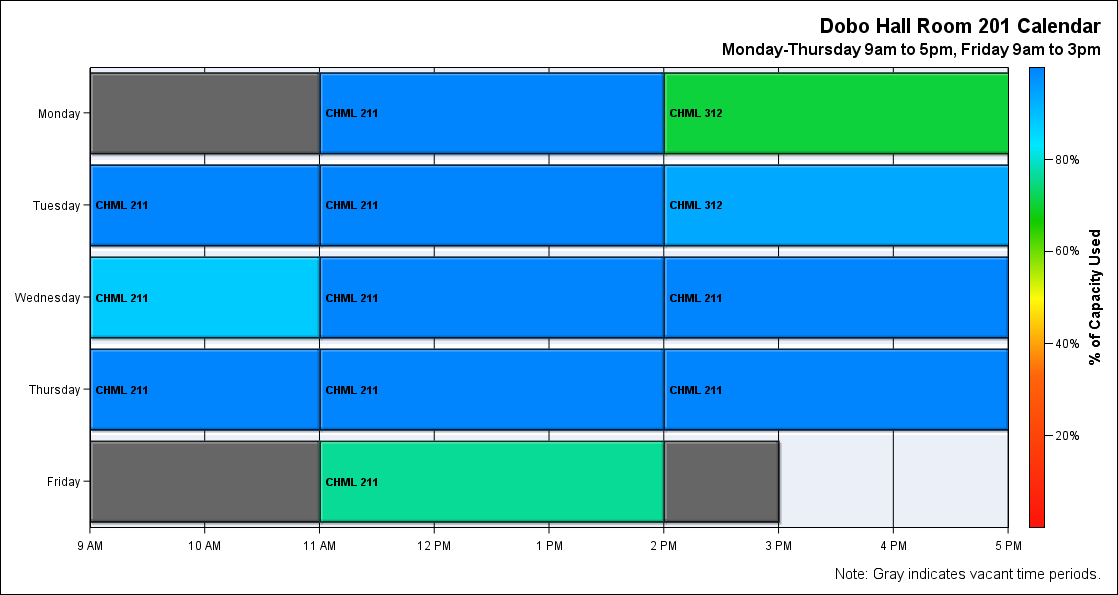 Dobo Hall Room 201 Calendar
Monday-Thursday 9am to 5pm, Friday 9am to 3pm
Monday
CHML 211
CHML 312
Tuesday
CHML 211
CHML 211
CHML 312
Wednesday
CHML 211
CHML 211
CHML 211
Thursday
CHML 211
CHML 211
CHML 211
Friday
CHML 211
9 AM
10 AM
11 AM
12 PM
1 PM
2 PM
3 PM
4 PM
5 PM
80%
60%
40%
20%
% of Capacity Used
Note: Gray indicates vacant time periods.